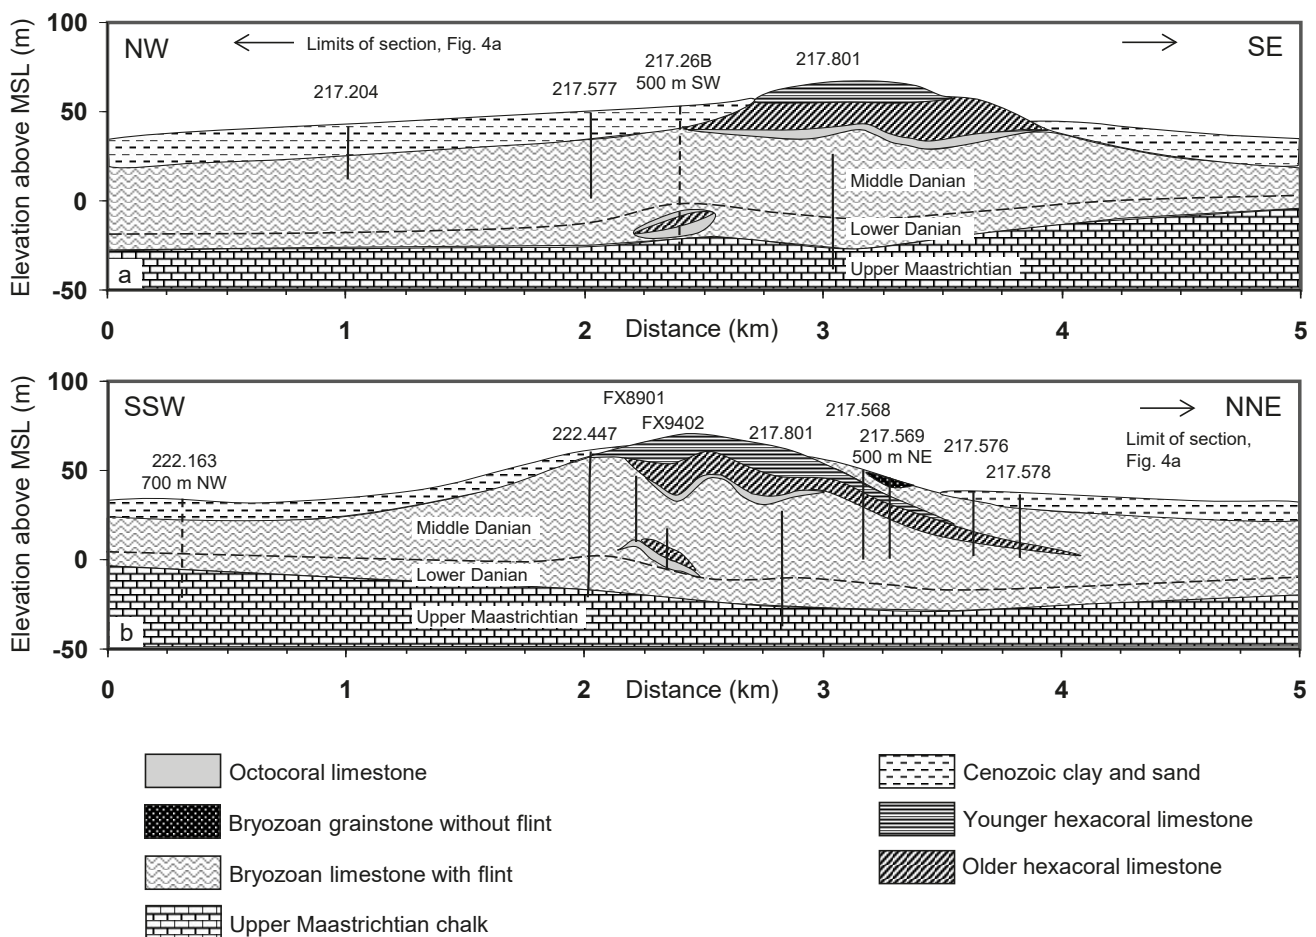 100
50
0
-50
Elevation above MSL (m)
NW
Limits of section, Fig. 4a
SE
217.204
217.577
217.26B
500 m SW
217.801
Middle Danian
Lower Danian
Upper Maastrichtian
a
0
1
2
Distance (km)
3
4
5
100
50
0
-50
Elevation above MSL (m)
SSW
NNE
Limit of section,
Fig. 4a
222.163
700 m NW
222.447
FX8901
FX9402
217.801
217.568
217.569
500 m NE
217.576
217.578
Middle Danian
Lower Danian
Upper Maastrichtian
b
0
1
2
Distance (km)
3
4
5
Octocoral limestone
Bryozoan grainstone without flint
Bryozoan limestone with flint
Upper Maastrichtian chalk
Cenozoic clay and sand
Younger hexacoral limestone
Older hexacoral limestone